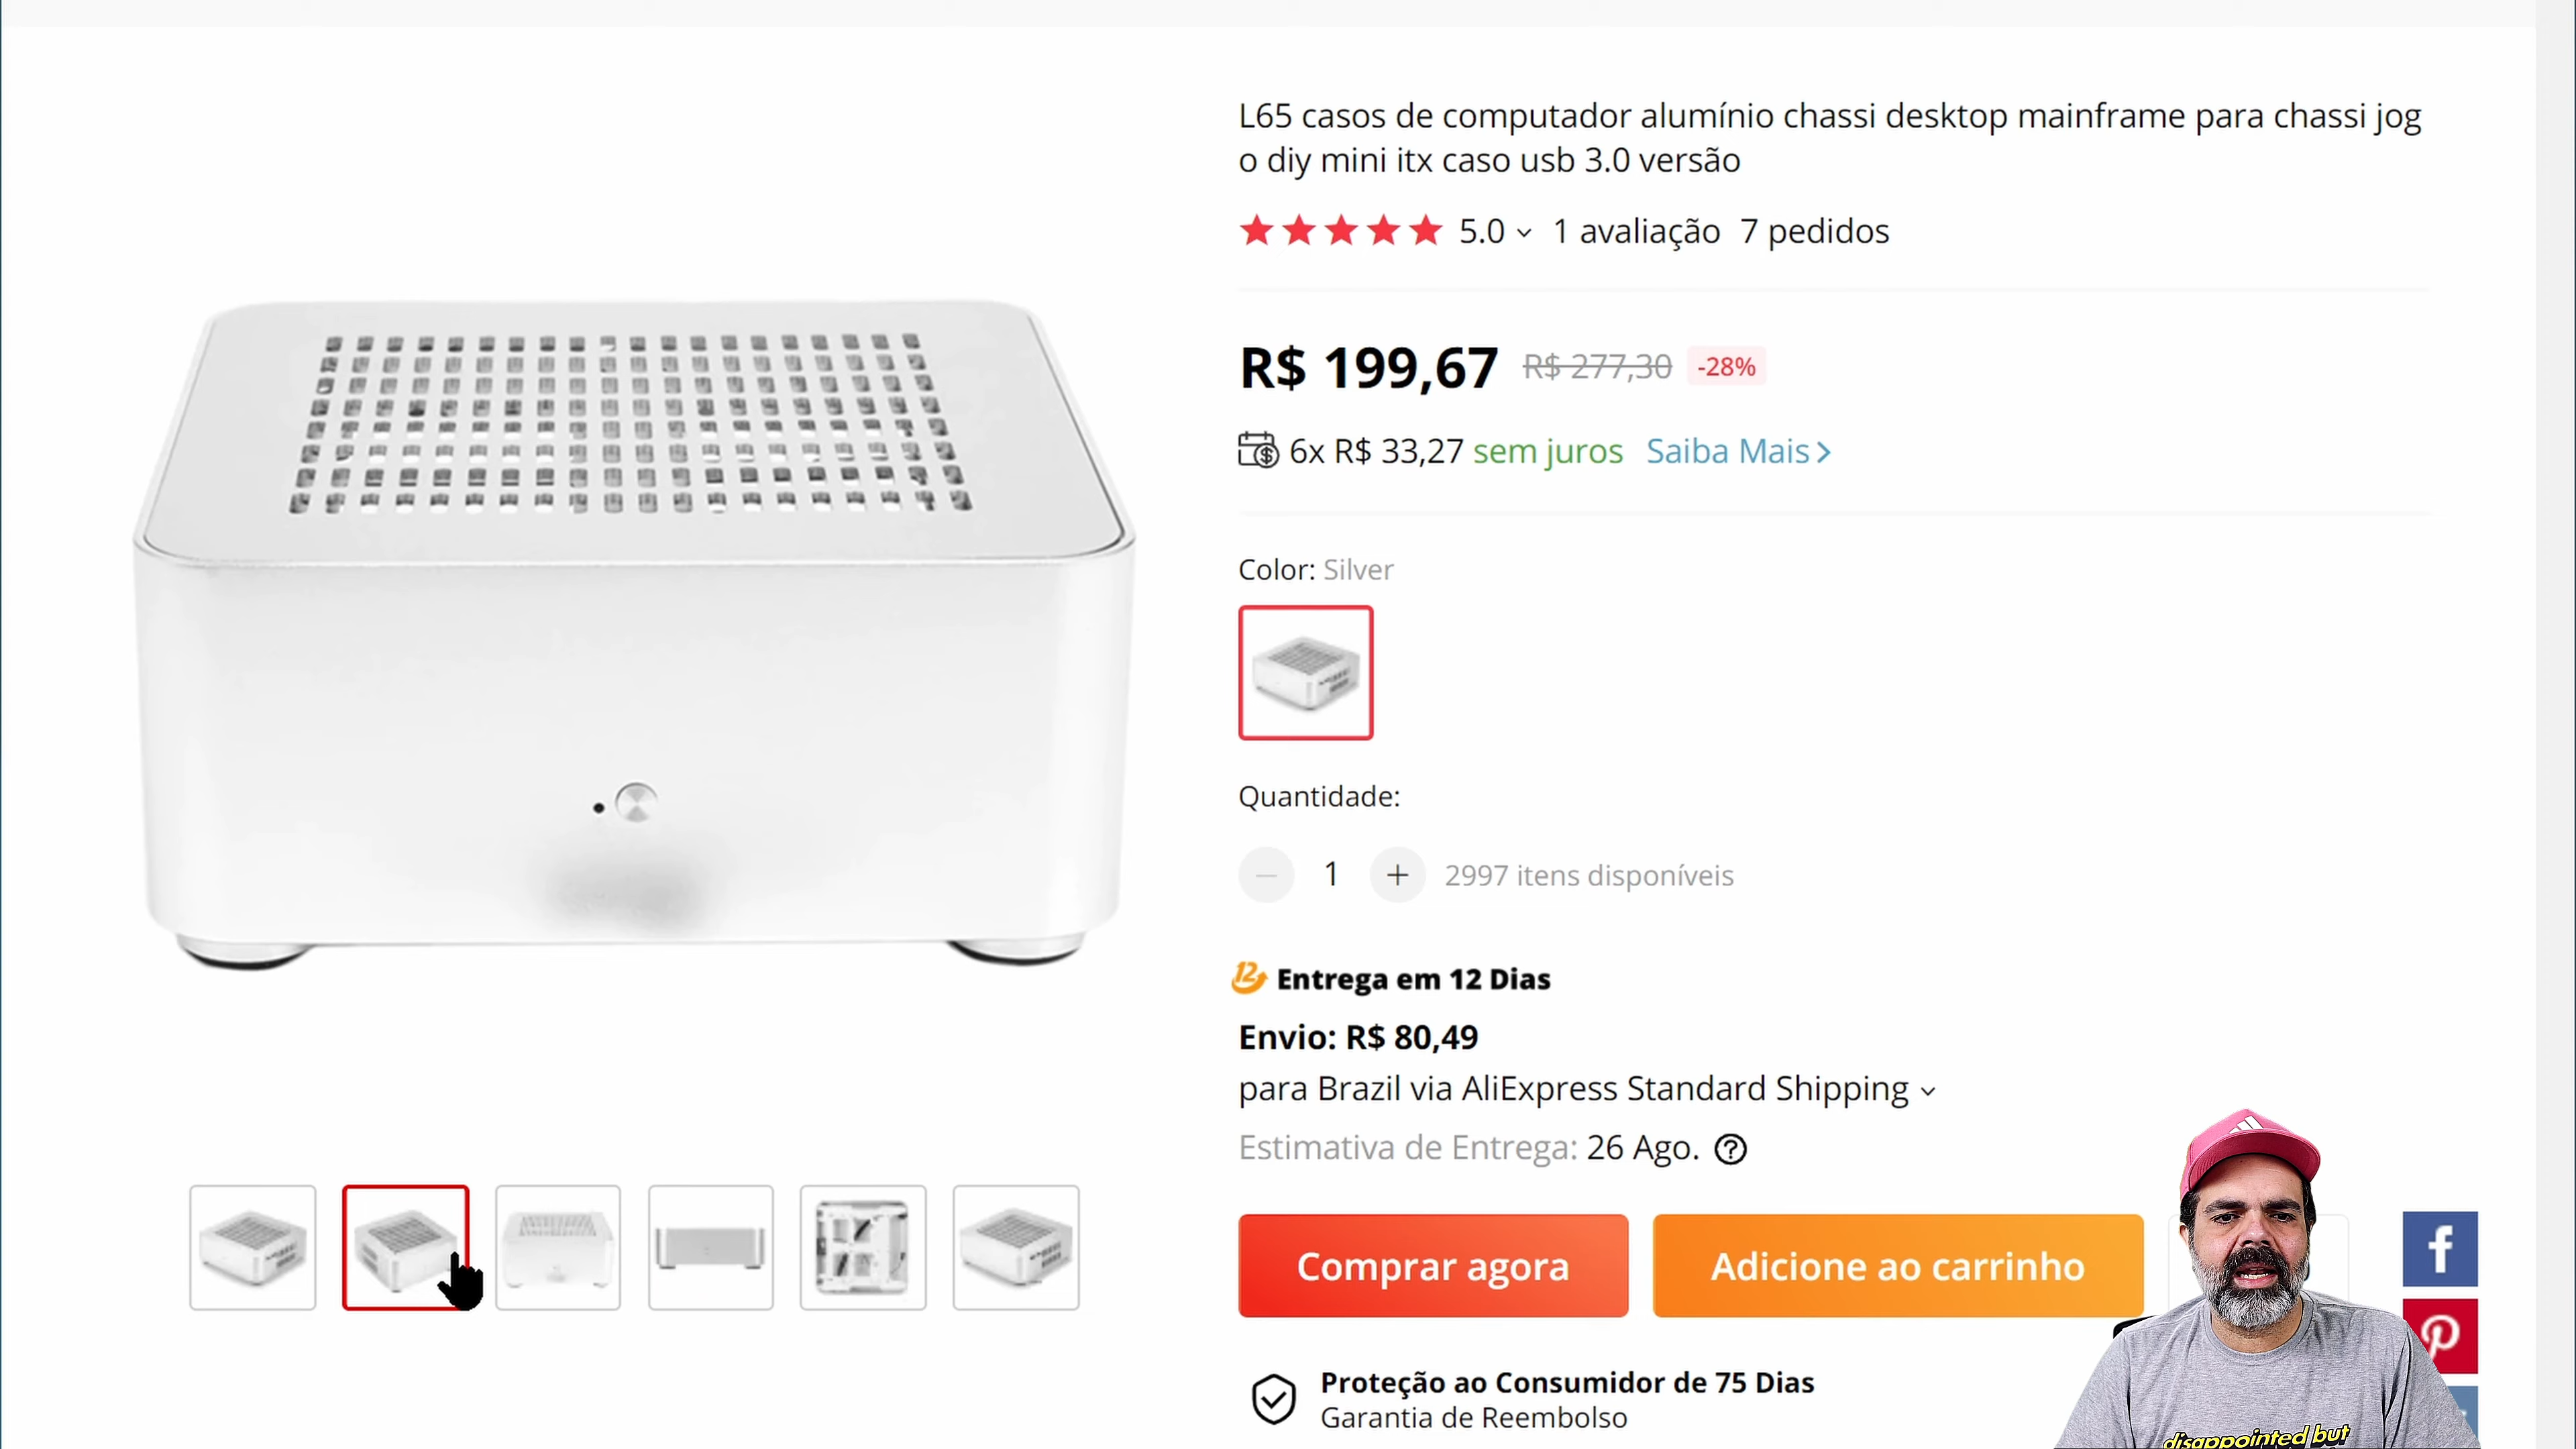 L65 casos de computador alumínio chassi desktop mainframe para chassi jog
o diy mini itx caso usb 3.0 versão
5.0 1 avaliação 7 pedidos
R$ 199,67 R$ 277,30 -28%
6x R$ 33,27 sem juros Saiba Mais
Color: Silver
Quantidade:
1 2997 itens disponíveis
12 Entrega em 12 Dias
Envio: R$ 80,49
para Brazil via AliExpress Standard Shipping
Estimativa de Entrega: 26 Ago.
Comprar agora Adicione ao carrinho
Proteção ao Consumidor de 75 Dias
Garantia de Reembolso
disappointed but